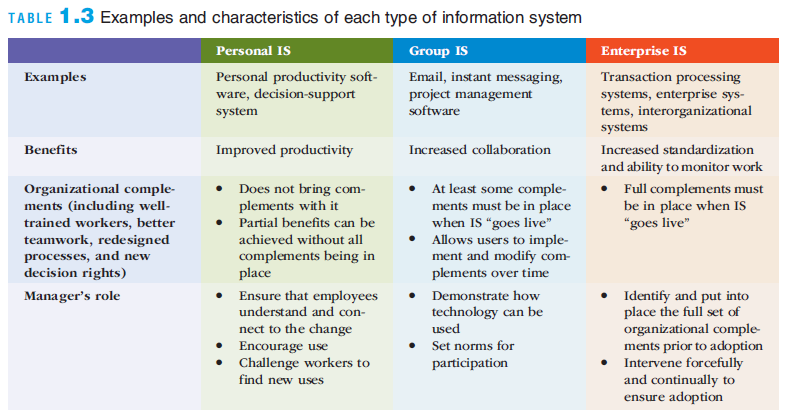 TABLE 1.3 Examples and characteristics of each type of information system
Personal IS
Group IS
Enterprise IS
Examples
Personal productivity soft-
ware, decision-support
system
Email, instant messaging,
project management
software
Transaction processing
systems, enterprise sys-
tems, interorganizational
systems
Benefits
Improved productivity
Increased collaboration
Increased standardization
and ability to monitor work
Organizational comple-
ments (including well-
trained workers, better
teamwork, redesigned
processes, and new
decision rights)
• Does not bring com-
plements with it
• Partial benefits can be
achieved without all
complements being in
place
• At least some comple-
ments must be in place
when IS “goes live”
• Allows users to imple-
ment and modify com-
plements over time
• Full complements must
be in place when IS
“goes live”
Manager’s role
• Ensure that employees
understand and con-
nect to the change
• Encourage use
• Challenge workers to
find new uses
• Demonstrate how
technology can be
used
• Set norms for
participation
• Identify and put into
place the full set of
organizational comple-
ments prior to adoption
• Intervene forcefully
and continually to
ensure adoption